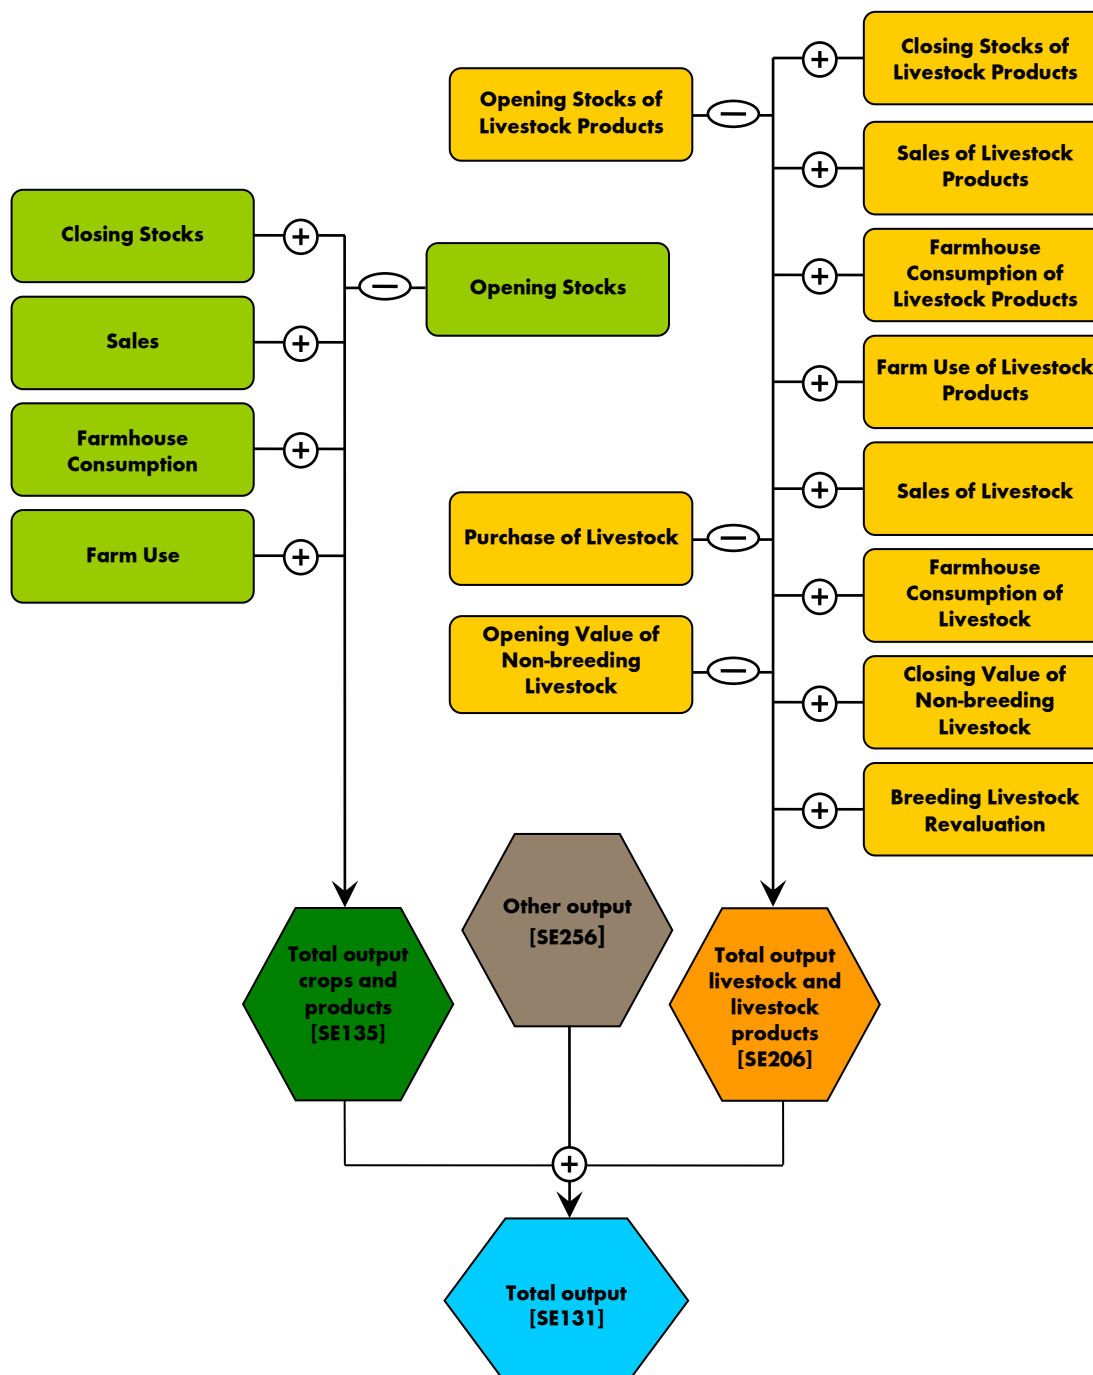 Closing Stocks of
Livestock Products
Opening Stocks of
Livestock Products
Sales of Livestock
Products
Closing Stocks
Farmhouse
Consumption of
Livestock Products
Opening Stocks
Sales
Farm Use of Livestock
Products
Farmhouse
Consumption
Sales of Livestock
Purchase of Livestock
Farm Use
Farmhouse
Consumption of
Livestock
Opening Value of
Non-breeding
Livestock
Closing Value of
Non-breeding
Livestock
Breeding Livestock
Revaluation
Other output
[SE256]
Total output
crops and
products
[SE135]
Total output
livestock and
livestock
products
[SE206]
Total output
[SE131]